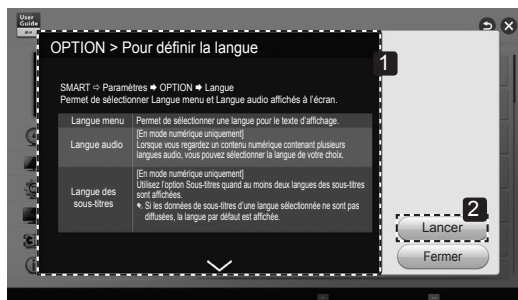 User
Guide
OPTION > Pour définir la langue
1
SMART ⇨ Paramètres ➡ OPTION ➡ Langue
Permet de sélectionner Langue menu et Langue audio affichés à l'écran.
Langue menu Permet de sélectionner une langue pour le texte d'affichage.
Langue audio [En mode numérique uniquement]
Lorsque vous regardez un contenu numérique contenant plusieurs
langues audio, vous pouvez sélectionner la langue de votre choix.
Langue des
sous-titres [En mode numérique uniquement]
Utilisez l'option Sous-titres quand au moins deux langues des sous-titres
sont affichées.
Si les données de sous-titres d'une langue sélectionnée ne sont pas
diffusées, la langue par défaut est affichée.
2
Lancer
Fermer